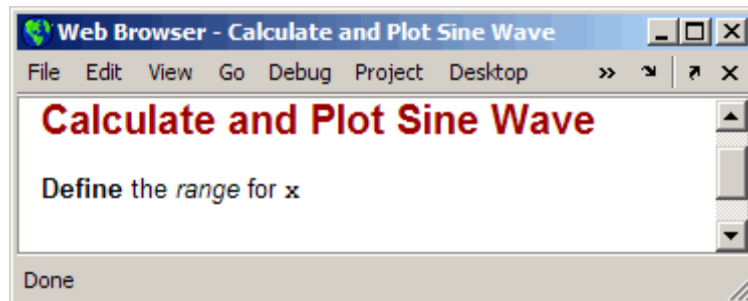 Web Browser - Calculate and Plot Sine Wave
File Edit View Go Debug Project Desktop »
Calculate and Plot Sine Wave
Define the range for x
Done